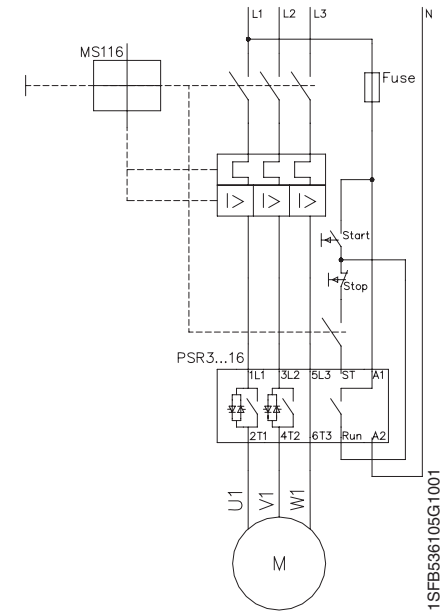 L1 L2 L3 N
MS116
Fuse
I> I> I>
Start
Stop
PSR3...16
1L1 3L2 5L3 ST A1
2T1 4T2 6T3 Run A2
U1 V1 W1
M
1SFB536105G1001